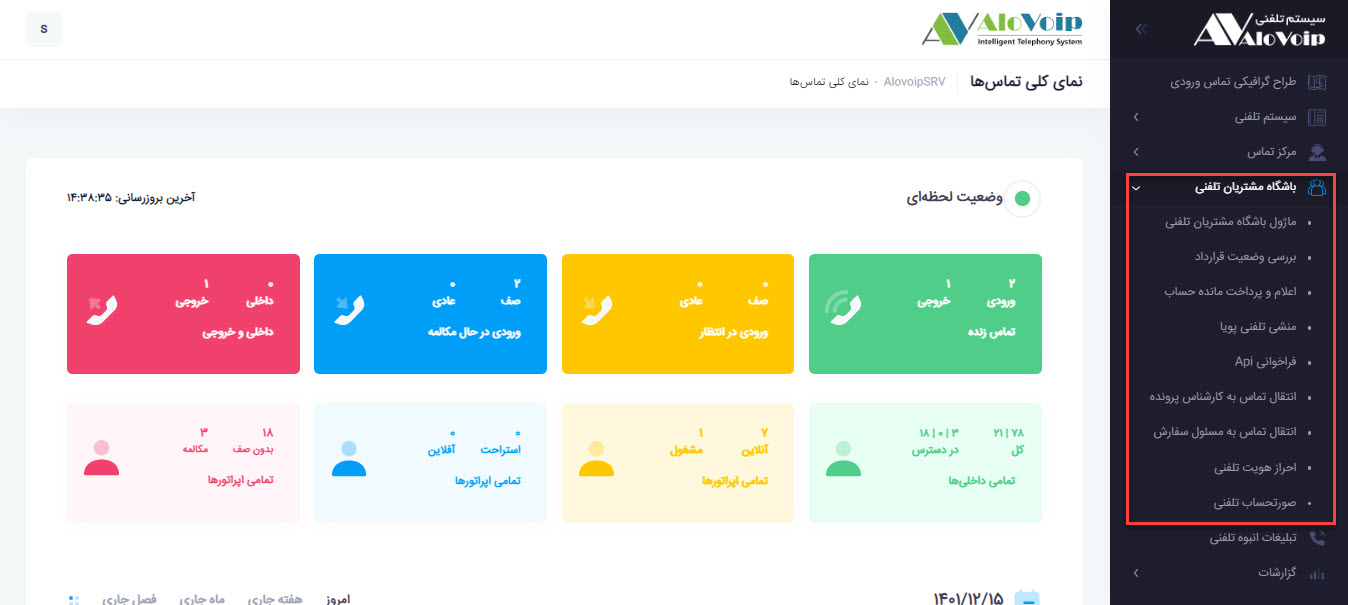 سیستم تلفنی
AloVoip
طراح گرافیکی تماس ورودی
سیستم تلفنی
مرکز تماس
باشگاه مشتریان تلفنی
ماژول باشگاه مشتریان تلفنی
بررسی وضعیت قرارداد
اعلام و پرداخت مانده حساب
منشی تلفنی پویا
فراخوانی Api
انتقال تماس به کارشناس پرونده
انتقال تماس به مسئول سفارش
احراز هویت تلفنی
صورتحساب تلفنی
تبلیغات انبوه تلفنی
گزارشات
AloVoip
Intelligent Telephony System
S
نمای کلی تماس‌ها
AlovoipSRV - نمای کلی تماس‌ها
وضعیت لحظه‌ای
آخرین بروزرسانی: ۱۴:۳۸:۳۵
۲ ۱
ورودی خروجی
تماس زنده
۰ ۰
صف عادی
ورودی در انتظار
۲ ۰
صف عادی
ورودی در حال مکالمه
۰ ۱
داخلی خروجی
داخلی و خروجی
۷۸ | ۲۱ ۳ | ۰ | ۱۸
کل در دسترس
تمامی داخلی‌ها
۷ ۱
آنلاین مشغول
تمامی اپراتورها
۰ ۰
استراحت آفلاین
تمامی اپراتورها
۱۸ ۳
بدون صف مکالمه
تمامی اپراتورها
۱۴۰۱/۱۲/۱۵
امروز هفته جاری ماه جاری فصل جاری